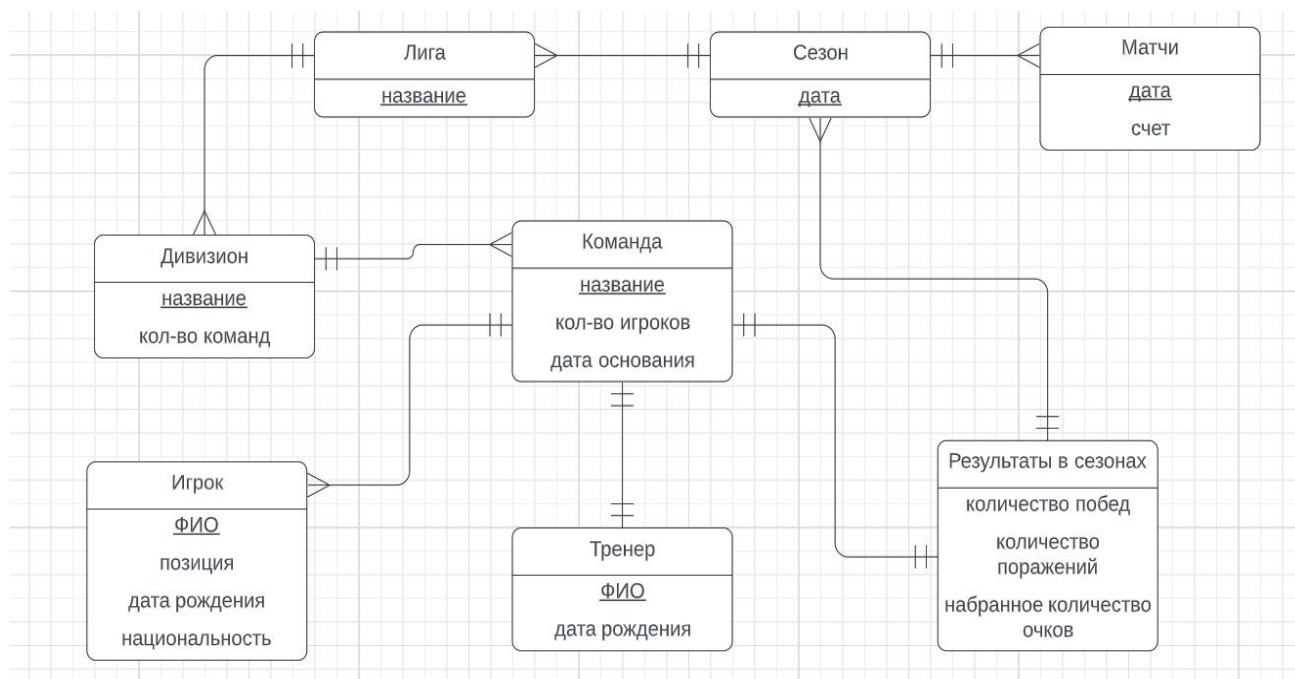 Лига
название
Сезон
дата
Матчи
дата
счет
Дивизион
название
кол-во команд
Команда
название
кол-во игроков
дата основания
Игрок
ФИО
позиция
дата рождения
национальность
Тренер
ФИО
дата рождения
Результаты в сезонах
количество побед
количество
поражений
набранное количество
очков